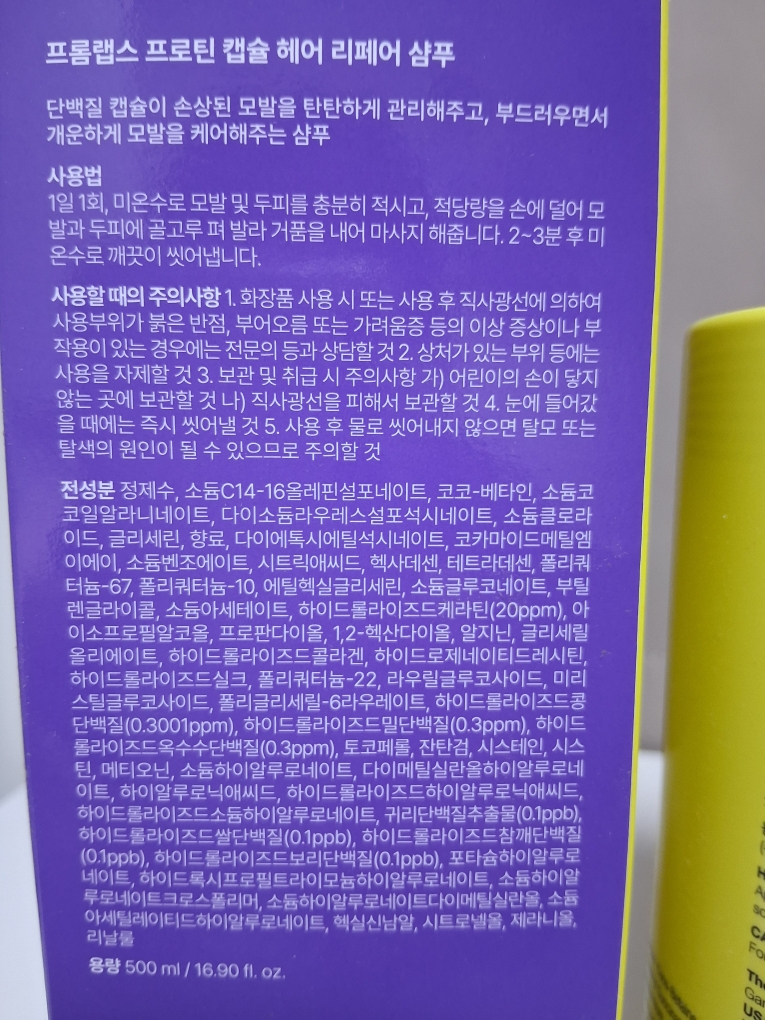 프롬랩스 프로틴 캡슐 헤어 리페어 샴푸
단백질 캡슐이 손상된 모발을 탄탄하게 관리해주고, 부드러우면서
개운하게 모발을 케어해주는 샴푸
사용법
1일 1회, 미온수로 모발 및 두피를 충분히 적시고, 적당량을 손에 덜어 모
발과 두피에 골고루 펴 발라 거품을 내어 마사지 해줍니다. 2~3분 후 미
온수로 깨끗이 씻어냅니다.
사용할 때의 주의사항 1. 화장품 사용 시 또는 사용 후 직사광선에 의하여
사용부위가 붉은 반점, 부어오름 또는 가려움증 등의 이상 증상이나 부
작용이 있는 경우에는 전문의 등과 상담할 것 2. 상처가 있는 부위 등에는
사용을 자제할 것 3. 보관 및 취급 시 주의사항 가) 어린이의 손이 닿지
않는 곳에 보관할 것 나) 직사광선을 피해서 보관할 것 4. 눈에 들어갔
을 때에는 즉시 씻어낼 것 5. 사용 후 물로 씻어내지 않으면 탈모 또는
탈색의 원인이 될 수 있으므로 주의할 것
전성분 정제수, 소듐C14-16올레핀설포네이트, 코코-베타인, 소듐코
코일알라니네이트, 다이소듐라우레스설포석시네이트, 소듐클로라
이드, 글리세린, 향료, 다이에톡시에틸석시네이트, 코카마이드메틸엠
이에이, 소듐벤조에이트, 시트릭애씨드, 헥사데센, 테트라데센, 폴리쿼
터늄-67, 폴리쿼터늄-10, 에틸헥실글리세린, 소듐글루코네이트, 부틸
렌글라이콜, 소듐아세테이트, 하이드롤라이즈드케라틴(20ppm), 아
이소프로필알코올, 프로판다이올, 1,2-헥산다이올, 알지닌, 글리세릴
올리에이트, 하이드롤라이즈드콜라겐, 하이드로제네이티드레시틴,
하이드롤라이즈드실크, 폴리쿼터늄-22, 라우릴글루코사이드, 미리
스틸글루코사이드, 폴리글리세릴-6라우레이트, 하이드롤라이즈드콩
단백질(0.3001ppm), 하이드롤라이즈드밀단백질(0.3ppm), 하이드
롤라이즈드옥수수단백질(0.3ppm), 토코페롤, 잔탄검, 시스테인, 시스
틴, 메티오닌, 소듐하이알루로네이트, 다이메틸실란올하이알루로네
이트, 하이알루로닉애씨드, 하이드롤라이즈드하이알루로닉애씨드,
하이드롤라이즈드소듐하이알루로네이트, 귀리단백질추출물(0.1ppb),
하이드롤라이즈드쌀단백질(0.1ppb), 하이드롤라이즈드참깨단백질
(0.1ppb), 하이드롤라이즈드보리단백질(0.1ppb), 포타슘하이알루로
네이트, 하이드록시프로필트라이모늄하이알루로네이트, 소듐하이알
루로네이트크로스폴리머, 소듐하이알루로네이트다이메틸실란올, 소듐
아세틸레이티드하이알루로네이트, 헥실신남알, 시트로넬올, 제라니올,
리날룰
용량 500 ml / 16.90 fl. oz.